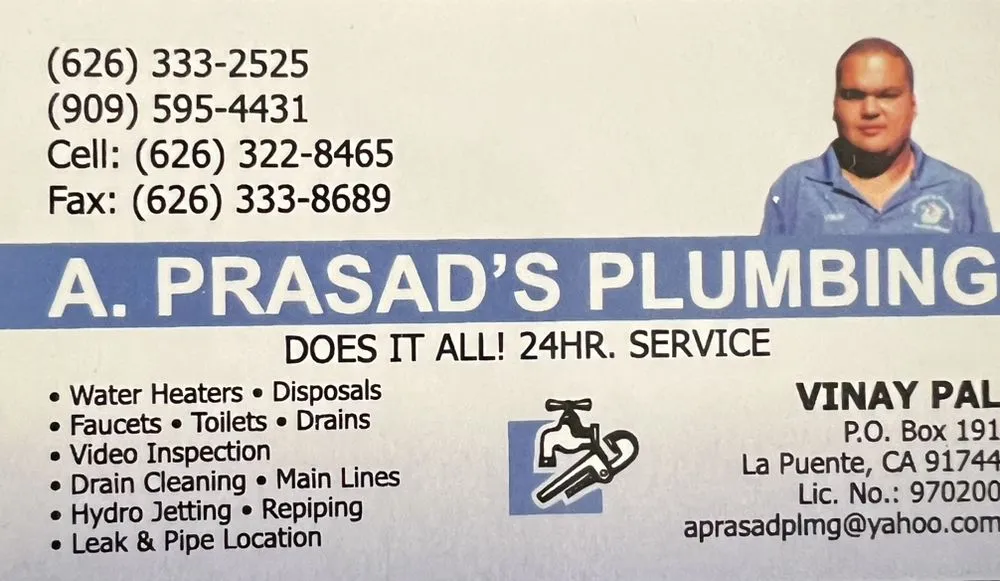 (626) 333-2525
(909) 595-4431
Cell: (626) 322-8465
Fax: (626) 333-8689
A. PRASAD'S PLUMBING
DOES IT ALL! 24HR. SERVICE
• Water Heaters • Disposals
• Faucets • Toilets • Drains
• Video Inspection
• Drain Cleaning • Main Lines
• Hydro Jetting • Repiping
• Leak & Pipe Location
VINAY PAL
P.O. Box 191
La Puente, CA 91744
Lic. No.: 970200
aprasadplmg@yahoo.com